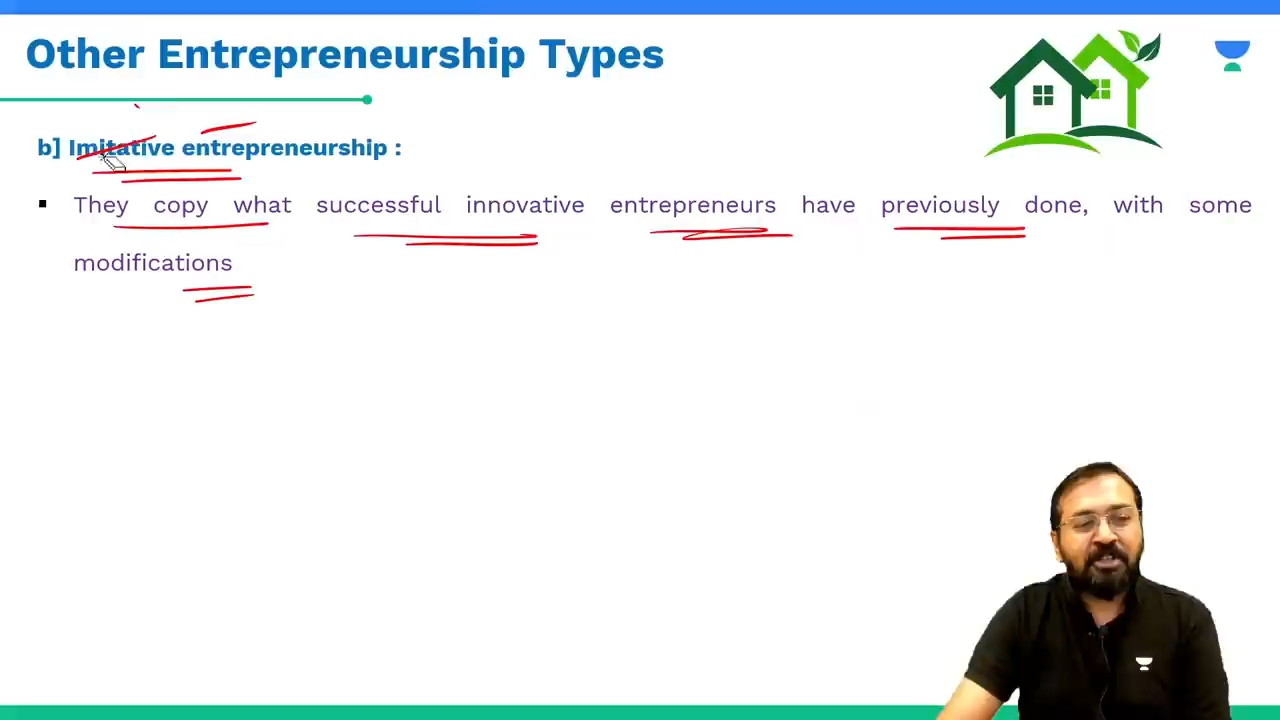 Other Entrepreneurship Types
b] Imitative entrepreneurship :
▪ They copy what successful innovative entrepreneurs have previously done, with some
modifications